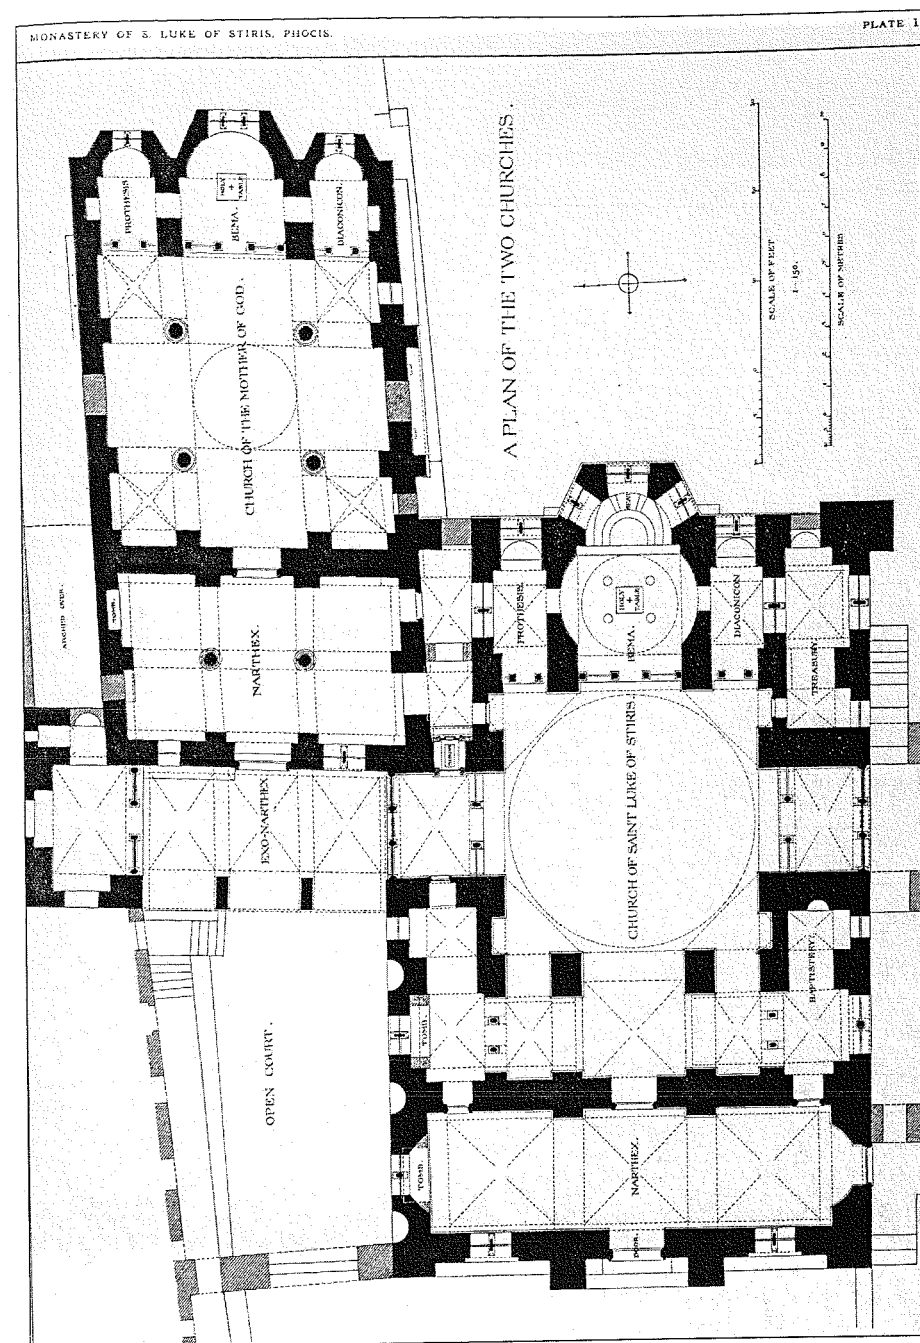 MONASTERY OF S. LUKE OF STIRIS, PHOCIS.
PLATE 1
A PLAN OF THE TWO CHURCHES.
PROTHESIS
BEMA.
HOLY
TABLE
DIACONICON.
CHURCH OF THE MOTHER OF GOD.
NARTHEX.
ARCHED OVER.
EXO-NARTHEX
OPEN COURT.
SCALE OF FEET
1–150.
SCALE OF METRES
PROTHESIS.
BEMA.
HOLY
TABLE
DIACONICON
TREASURY
CHURCH OF SAINT LUKE OF STIRIS.
BAPTISTERY.
TOMB.
TOMB.
NARTHEX.
DOOR.